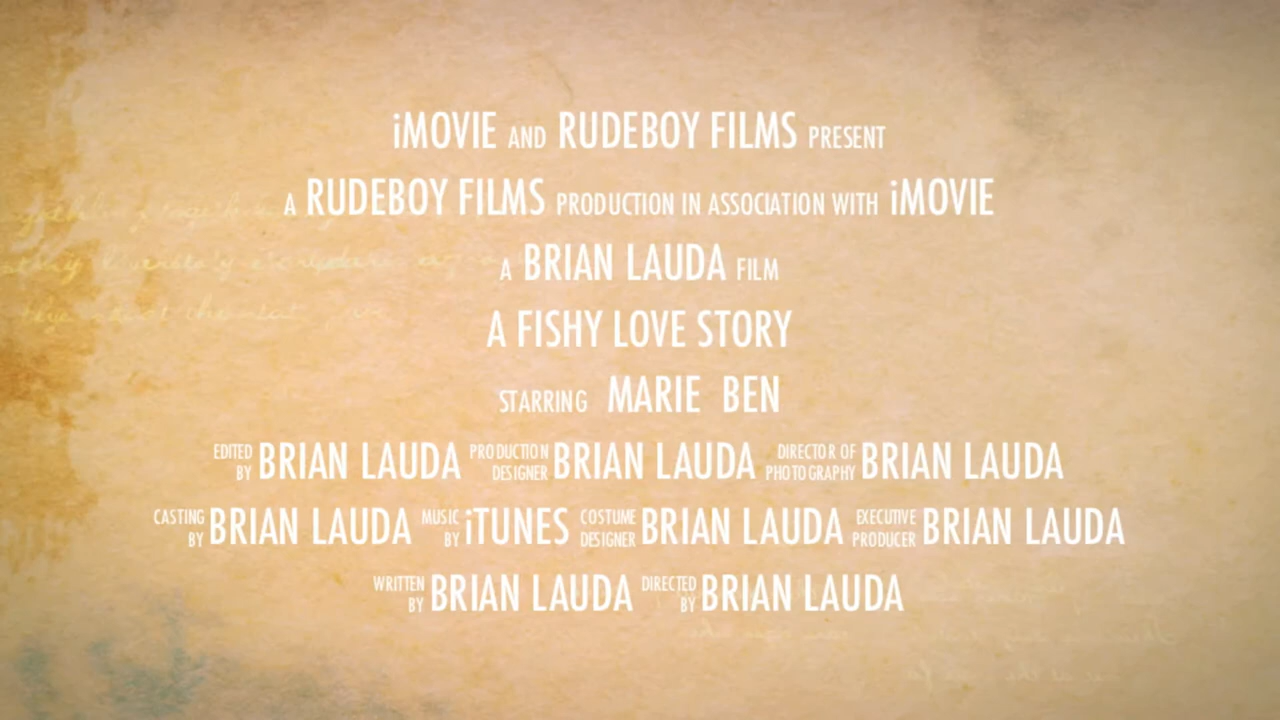 iMOVIE AND RUDEBOY FILMS PRESENT
A RUDEBOY FILMS PRODUCTION IN ASSOCIATION WITH iMOVIE
A BRIAN LAUDA FILM
A FISHY LOVE STORY
STARRING MARIE BEN
EDITED BY BRIAN LAUDA PRODUCTION DESIGNER BRIAN LAUDA DIRECTOR OF PHOTOGRAPHY BRIAN LAUDA
CASTING BY BRIAN LAUDA MUSIC BY iTUNES COSTUME DESIGNER BRIAN LAUDA EXECUTIVE PRODUCER BRIAN LAUDA
WRITTEN BY BRIAN LAUDA DIRECTED BY BRIAN LAUDA